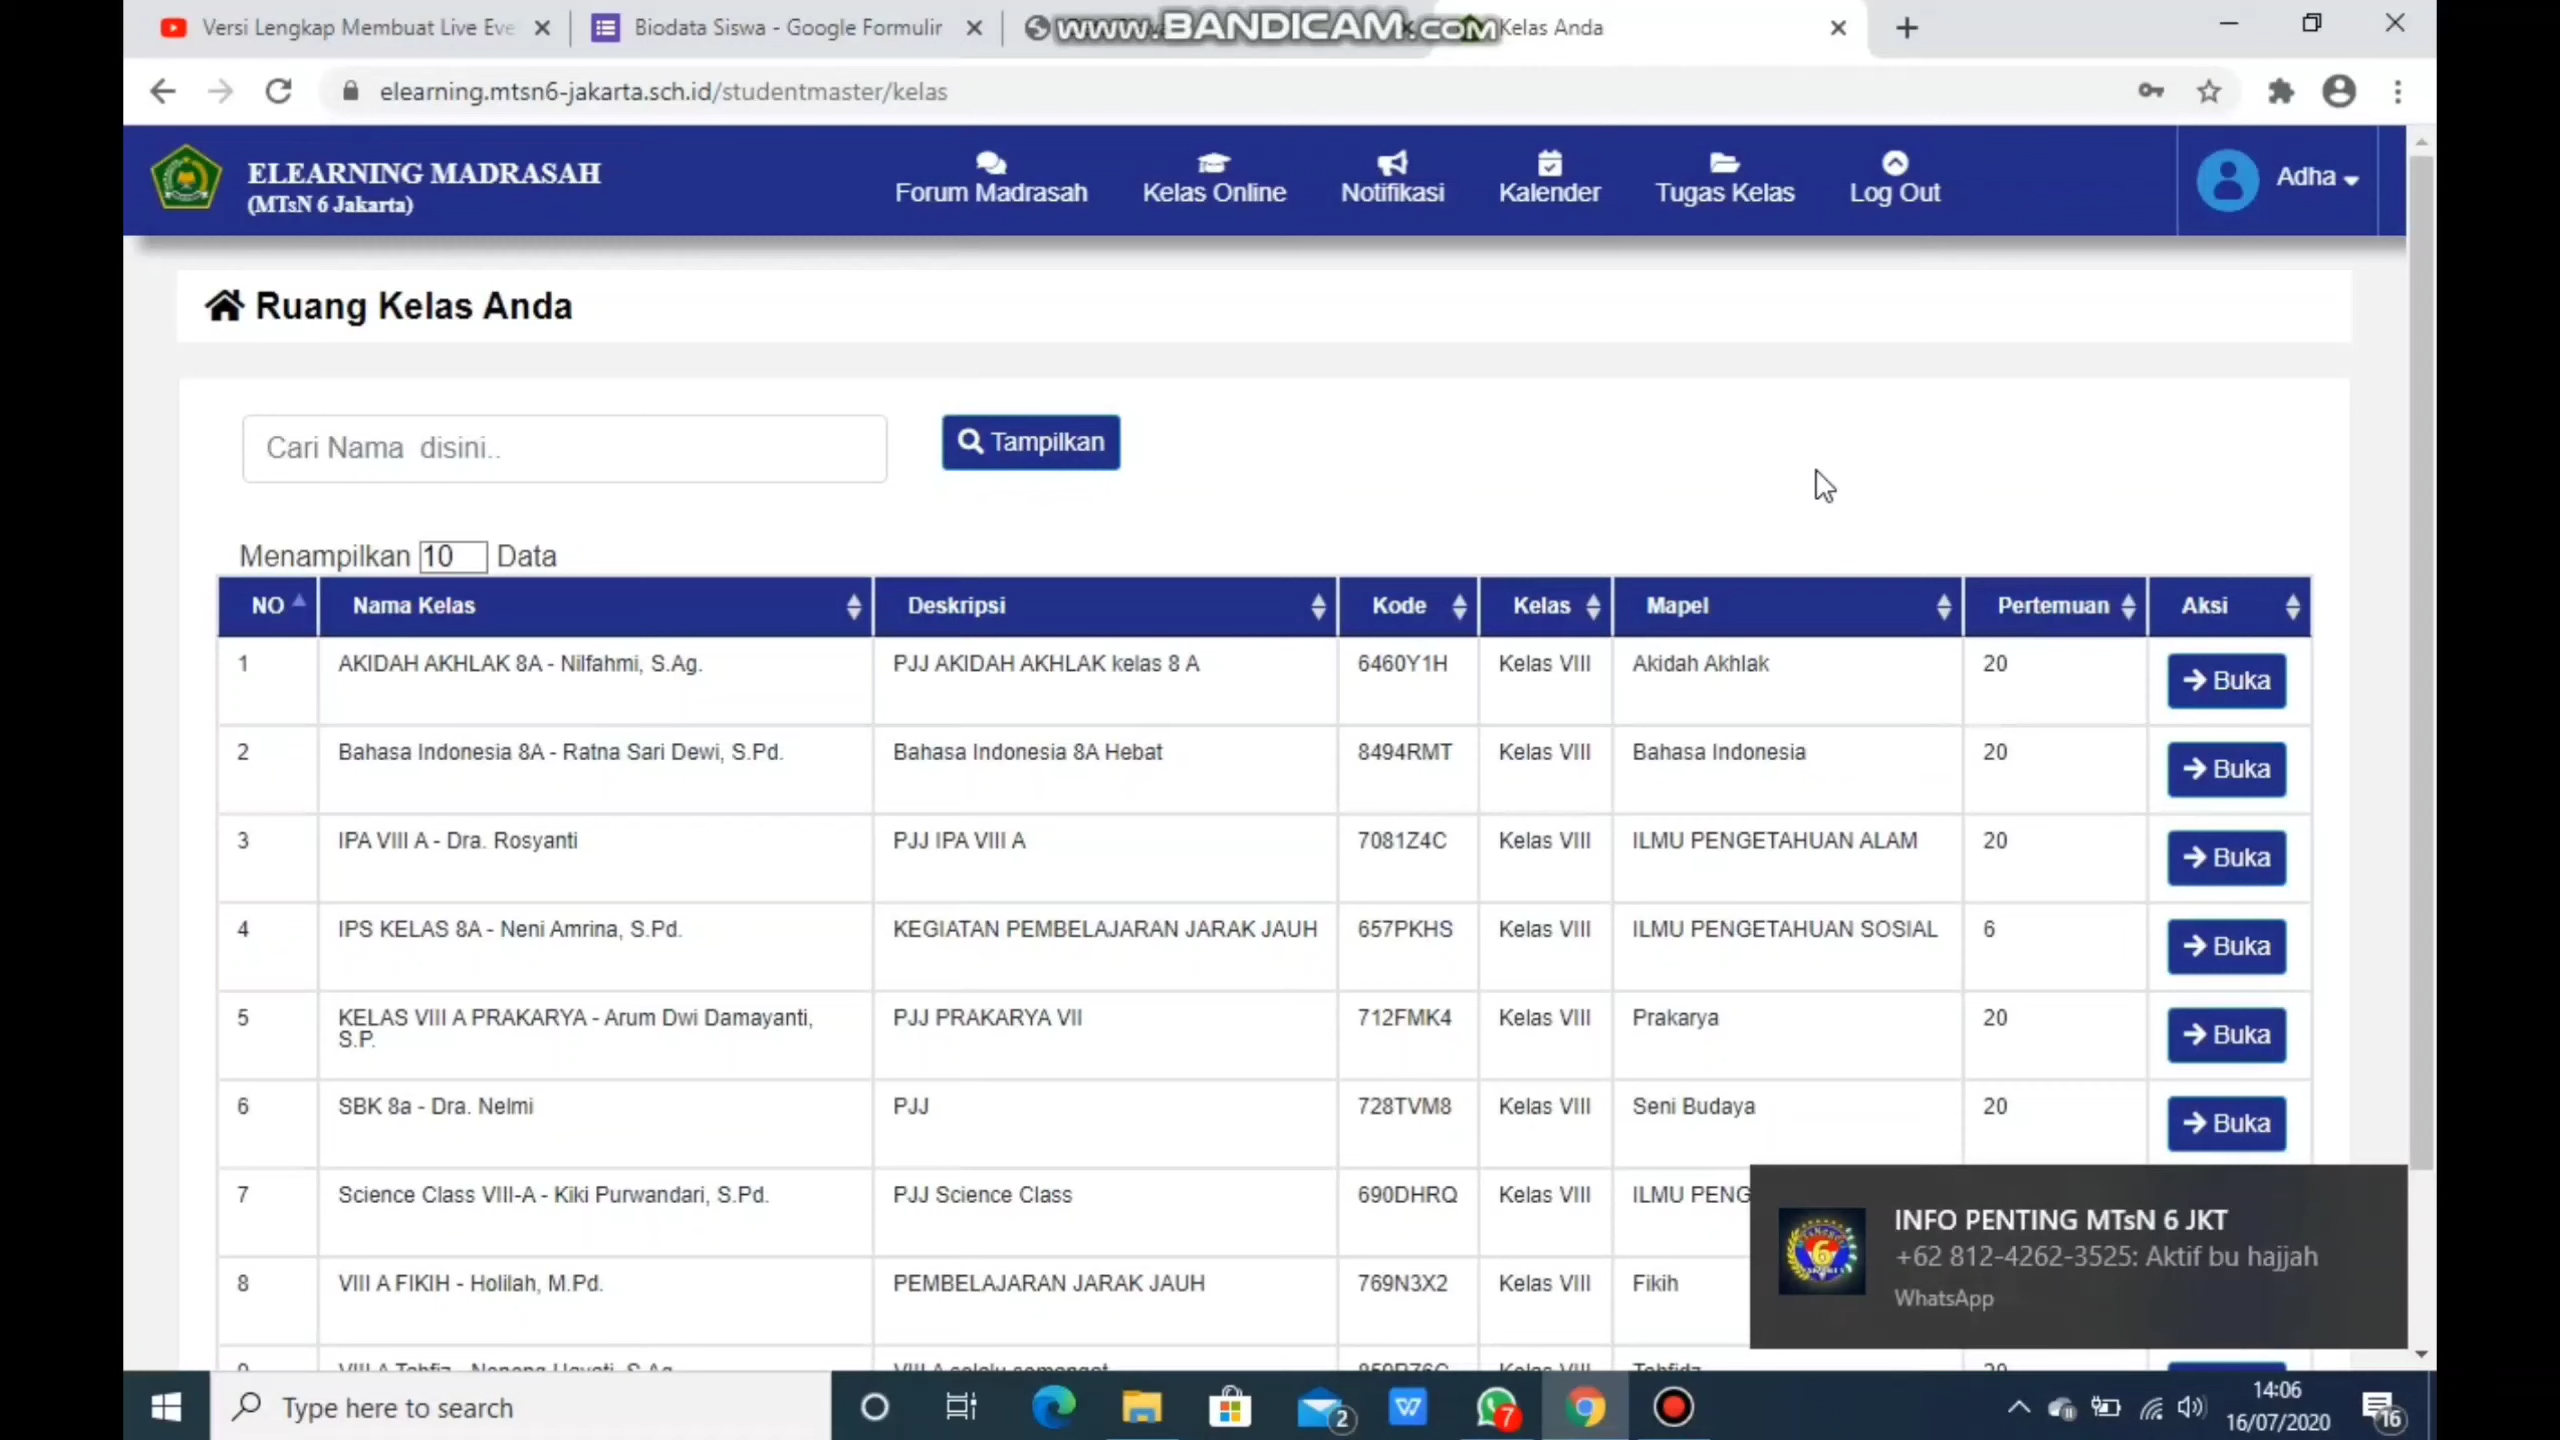 Versi Lengkap Membuat Live Eve
Biodata Siswa - Google Formulir
www.BANDICAM.com
Kelas Anda
elearning.mtsn6-jakarta.sch.id/studentmaster/kelas
ELEARNING MADRASAH
(MTsN 6 Jakarta)
Forum Madrasah
Kelas Online
Notifikasi
Kalender
Tugas Kelas
Log Out
Adha
Ruang Kelas Anda
Cari Nama disini..
Tampilkan
Menampilkan 10 Data
NO Nama Kelas Deskripsi Kode Kelas Mapel Pertemuan Aksi
1 AKIDAH AKHLAK 8A - Nilfahmi, S.Ag. PJJ AKIDAH AKHLAK kelas 8 A 6460Y1H Kelas VIII Akidah Akhlak 20 Buka
2 Bahasa Indonesia 8A - Ratna Sari Dewi, S.Pd. Bahasa Indonesia 8A Hebat 8494RMT Kelas VIII Bahasa Indonesia 20 Buka
3 IPA VIII A - Dra. Rosyanti PJJ IPA VIII A 7081Z4C Kelas VIII ILMU PENGETAHUAN ALAM 20 Buka
4 IPS KELAS 8A - Neni Amrina, S.Pd. KEGIATAN PEMBELAJARAN JARAK JAUH 657PKHS Kelas VIII ILMU PENGETAHUAN SOSIAL 6 Buka
5 KELAS VIII A PRAKARYA - Arum Dwi Damayanti, PJJ PRAKARYA VII 712FMK4 Kelas VIII Prakarya 20 Buka
S.P.
6 SBK 8a - Dra. Nelmi PJJ 728TVM8 Kelas VIII Seni Budaya 20 Buka
7 Science Class VIII-A - Kiki Purwandari, S.Pd. PJJ Science Class 690DHRQ Kelas VIII ILMU PENG
8 VIII A FIKIH - Holilah, M.Pd. PEMBELAJARAN JARAK JAUH 769N3X2 Kelas VIII Fikih
INFO PENTING MTsN 6 JKT
+62 812-4262-3525: Aktif bu hajjah
WhatsApp
Type here to search
2
7
14:06
16/07/2020
16